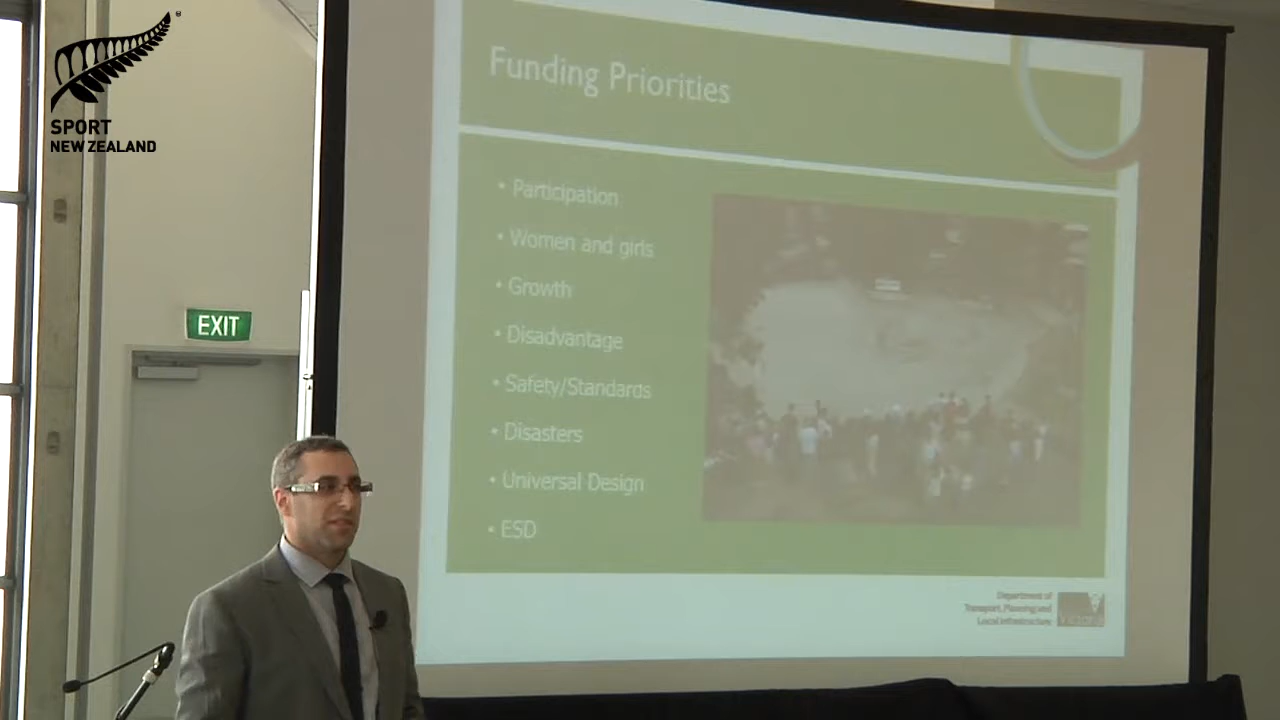 SPORT
NEW ZEALAND
EXIT
Funding Priorities
• Participation
• Women and girls
• Growth
• Disadvantage
• Safety/Standards
• Disasters
• Universal Design
• ESD
Department of
Transport, Planning and
Local Infrastructure
Victoria